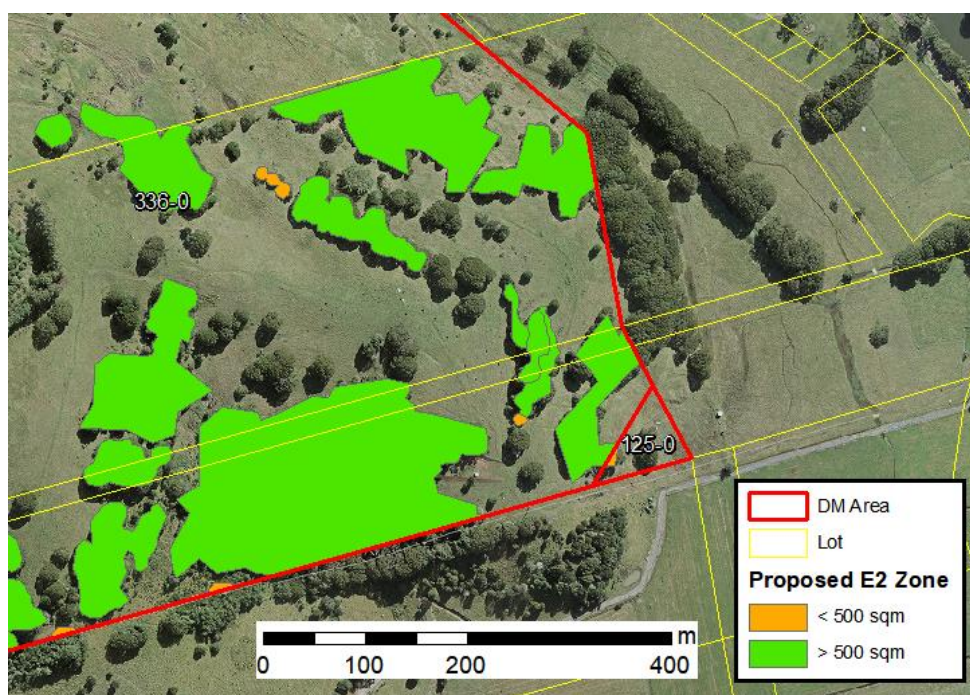 336-0
125-0
m
0 100 200 400
DM Area
Lot
Proposed E2 Zone
< 500 sqm
> 500 sqm